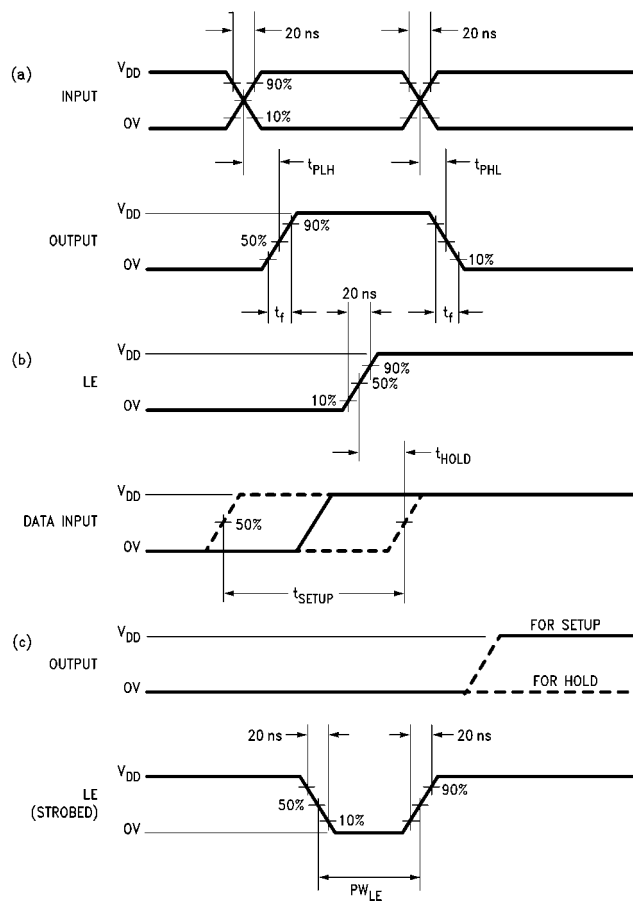 20 ns
20 ns
(a)
VDD
INPUT
90%
10%
0V
tPLH
tPHL
VDD
OUTPUT
90%
50%
10%
0V
tf
20 ns
tf
(b)
VDD
LE
90%
50%
10%
0V
tHOLD
VDD
DATA INPUT
50%
0V
tSETUP
(c)
VDD
FOR SETUP
OUTPUT
FOR HOLD
0V
20 ns
20 ns
VDD
LE
(STROBED)
90%
50%
10%
0V
PWLE